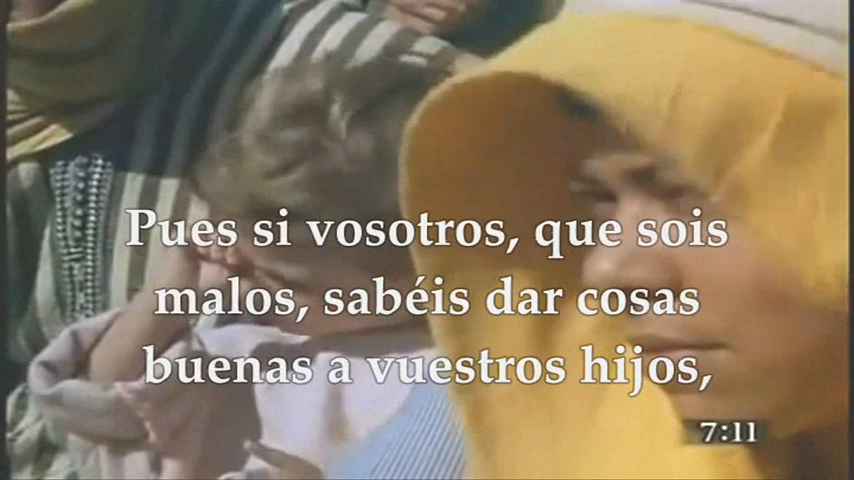 Pues si vosotros, que sois
malos, sabéis dar cosas
buenas a vuestros hijos,
7:11